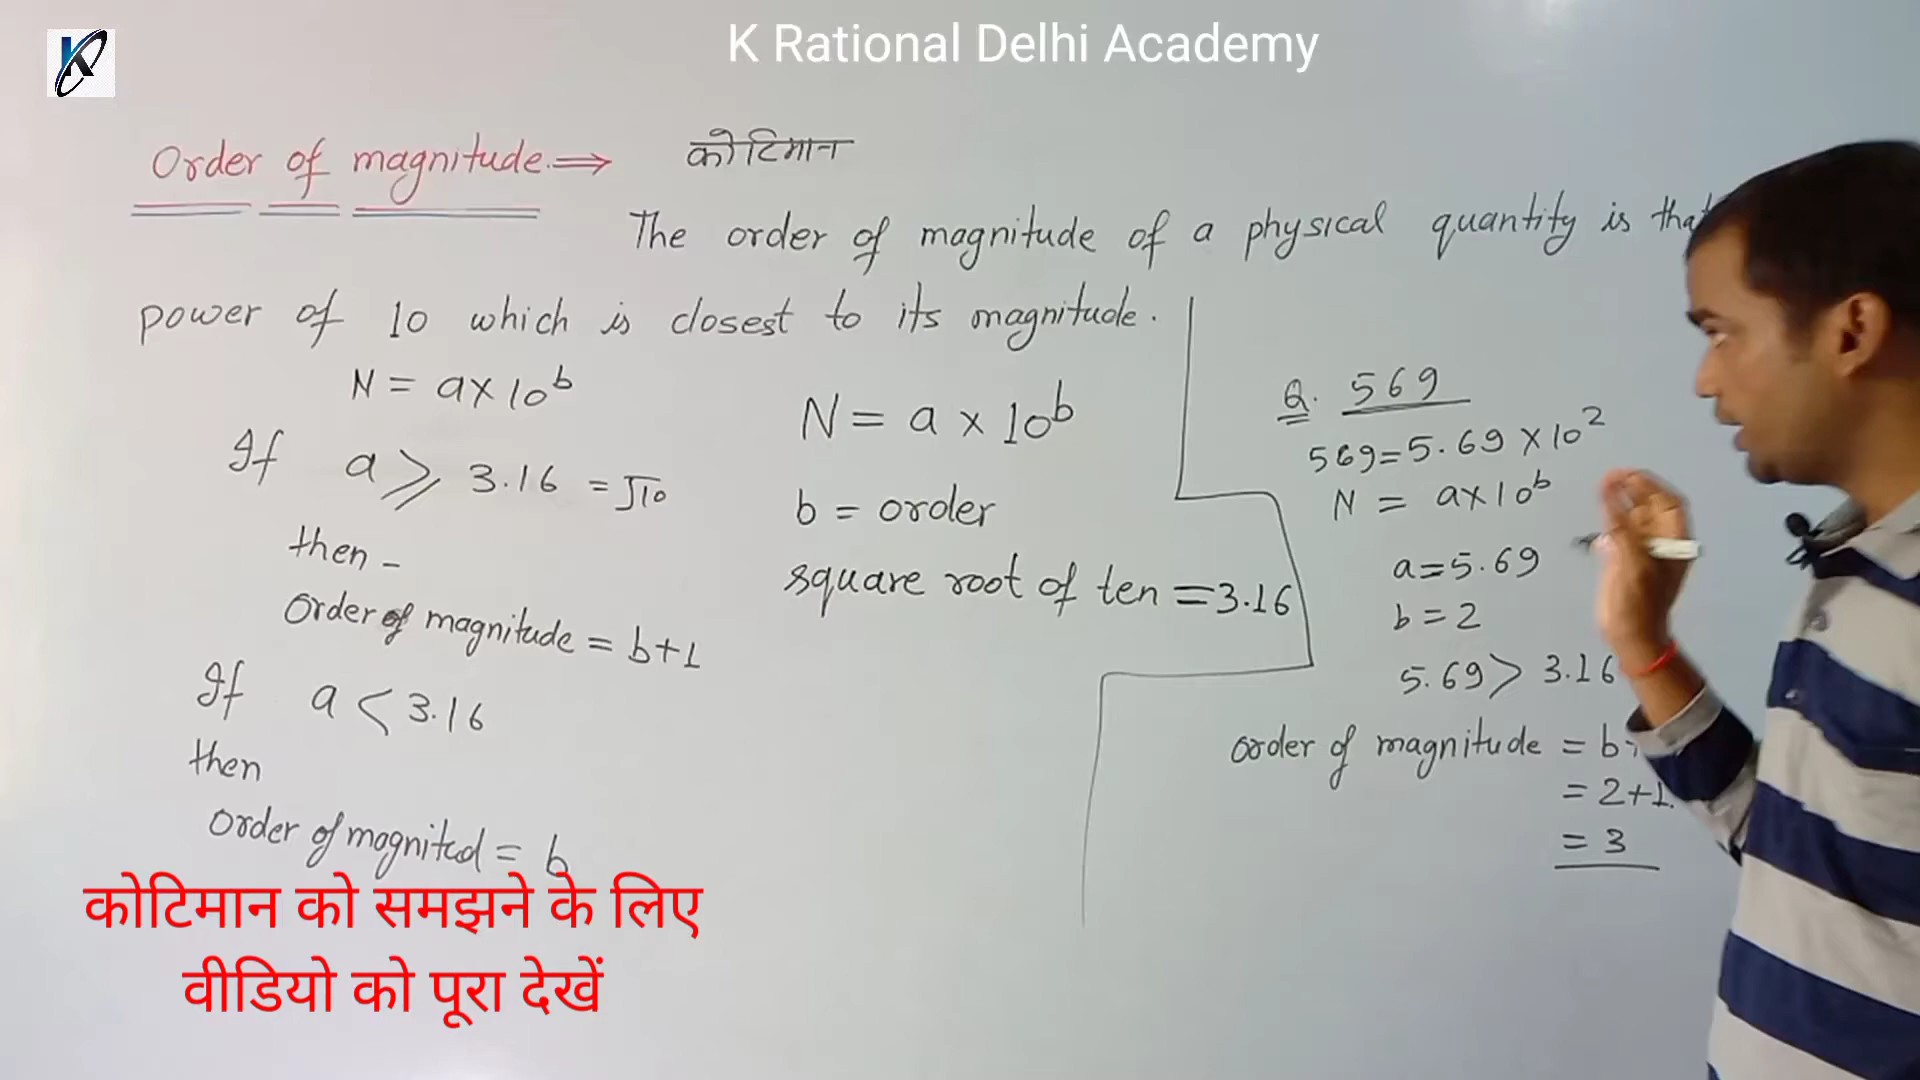 K Rational Delhi Academy
Order of magnitude. ⇒ कोटिमान
The order of magnitude of a physical quantity is that
power of 10 which is closest to its magnitude.
N = a x 10^b
If a ⩾ 3.16 = √10
then -
Order of magnitude = b+1
If a < 3.16
then
Order of magnitud = b
N = a x 10^b
b = order
square root of ten = 3.16
Q. 569
569 = 5.69 x 10^2
N = a x 10^b
a = 5.69
b = 2
5.69 > 3.16
order of magnitude = b+
= 2+1.
= 3
कोटिमान को समझने के लिए
वीडियो को पूरा देखें